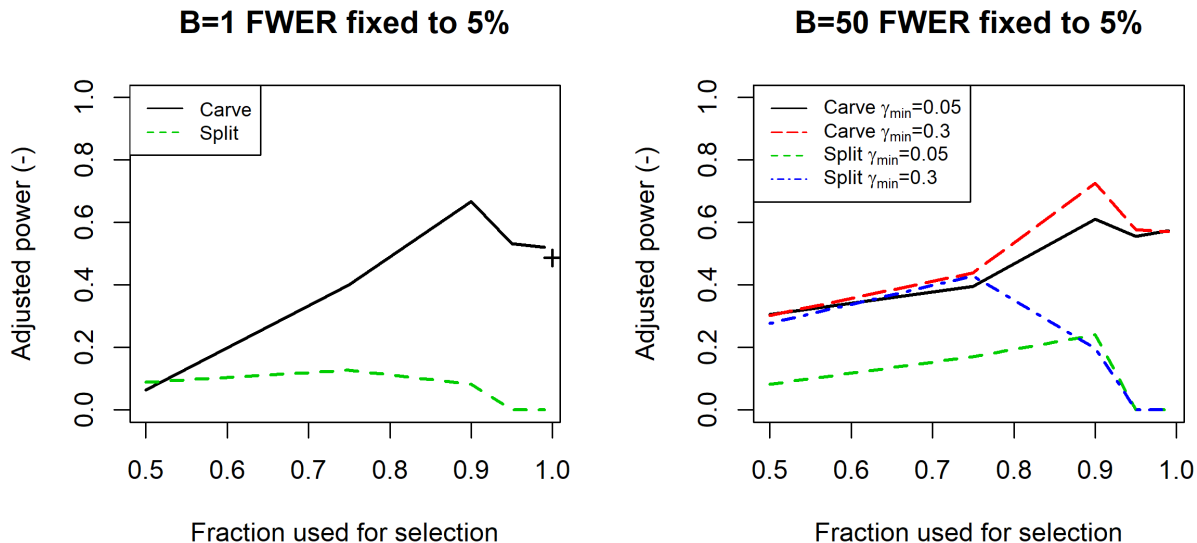 B=1 FWER fixed to 5%
Adjusted power (-)
1.0
0.8
0.6
0.4
0.2
0.0
Carve
Split
0.5 0.6 0.7 0.8 0.9 1.0
Fraction used for selection
B=50 FWER fixed to 5%
Adjusted power (-)
1.0
0.8
0.6
0.4
0.2
0.0
Carve γmin=0.05
Carve γmin=0.3
Split γmin=0.05
Split γmin=0.3
0.5 0.6 0.7 0.8 0.9 1.0
Fraction used for selection